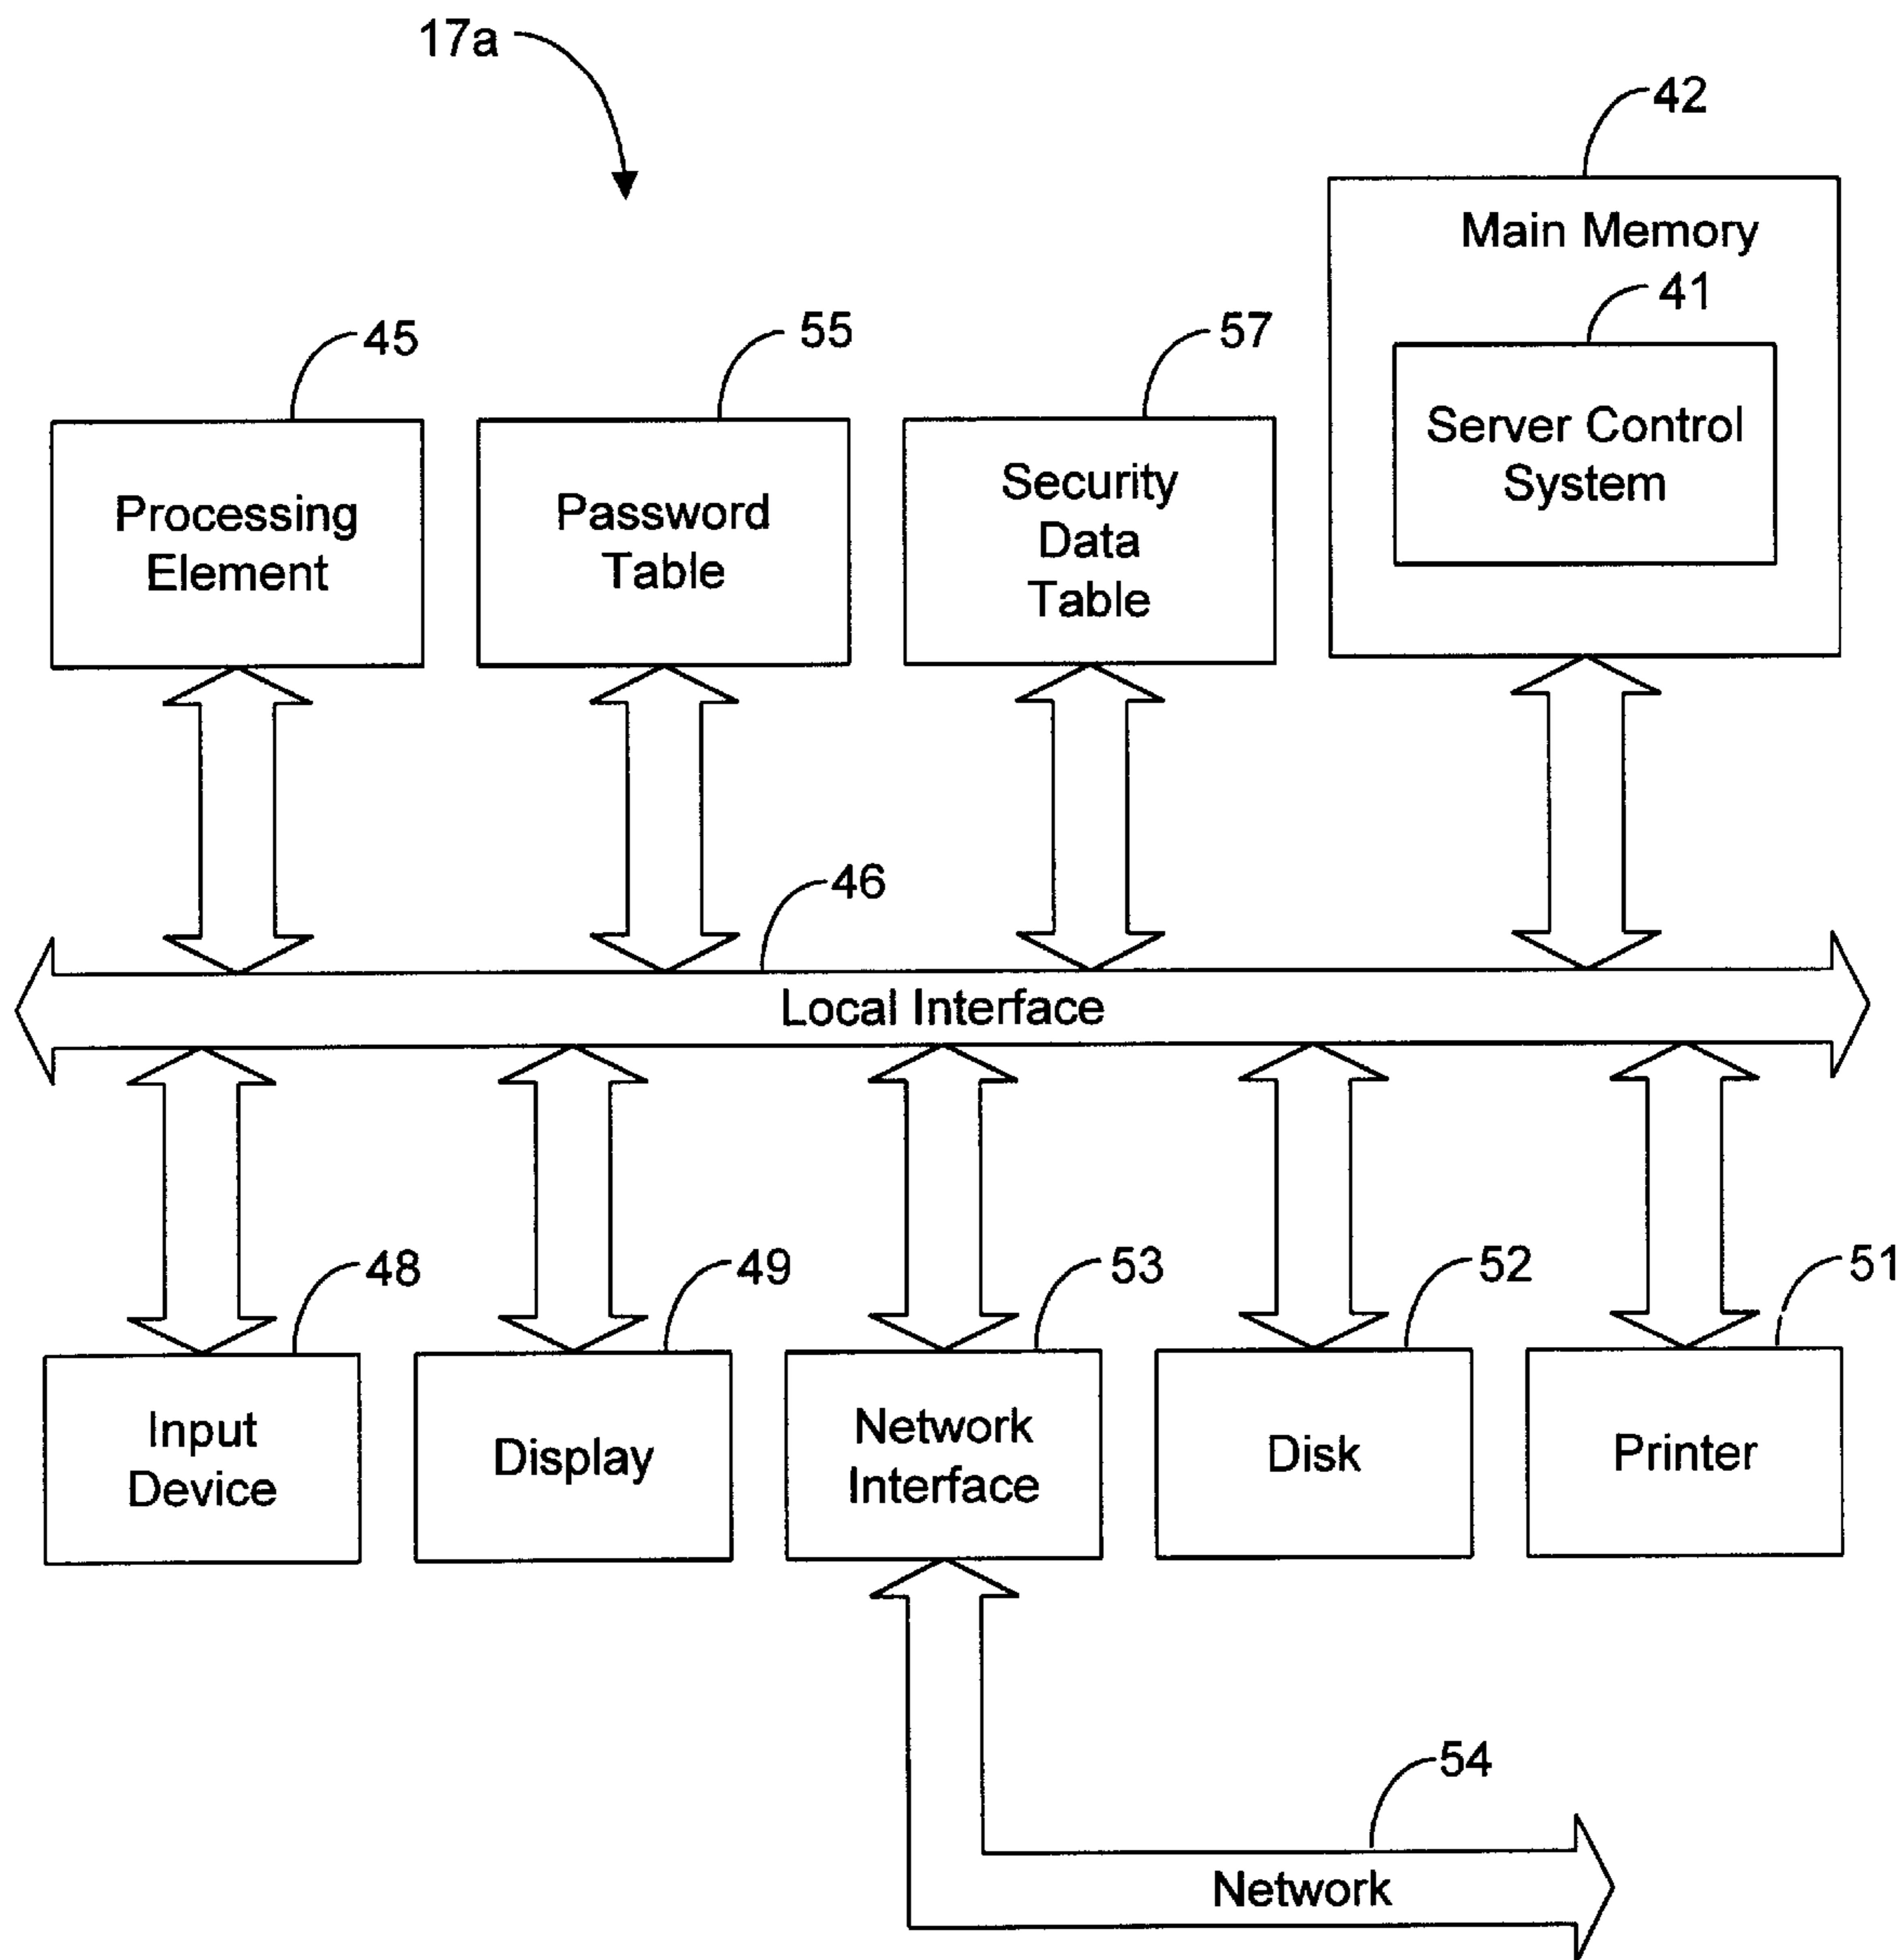 17a
42
Main Memory
41
Server Control
System
45
Processing
Element
55
Password
Table
57
Security
Data
Table
46
Local Interface
48
Input
Device
49
Display
53
Network
Interface
52
Disk
51
Printer
54
Network